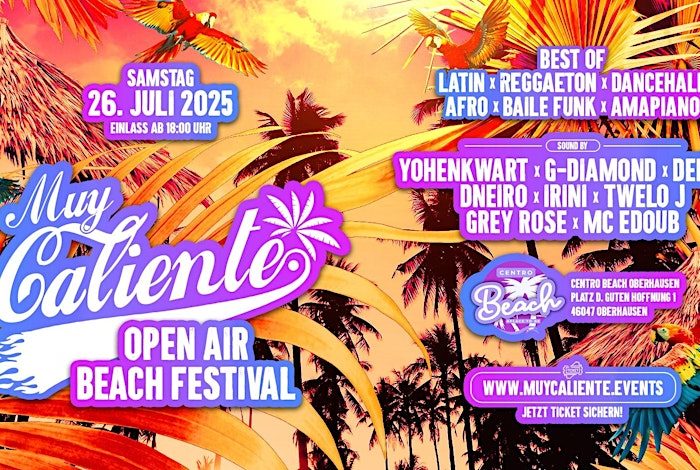 SAMSTAG
26. JULI 2025
EINLASS AB 18:00 UHR
Muy
Caliente
OPEN AIR
BEACH FESTIVAL
BEST OF
LATIN x REGGAETON x DANCEHALL
AFRO x BAILE FUNK x AMAPIANO
SOUND BY
YOHENKWART x G-DIAMOND x
DNEIRO x IRINI x TWELO J
GREY ROSE x MC EDOUB
CENTRO
Beach
CENTRO BEACH OBERHAUSEN
PLATZ D. GUTEN HOFFNUNG 1
46047 OBERHAUSEN
WWW.MUYCALIENTE.EVENTS
JETZT TICKET SICHERN!